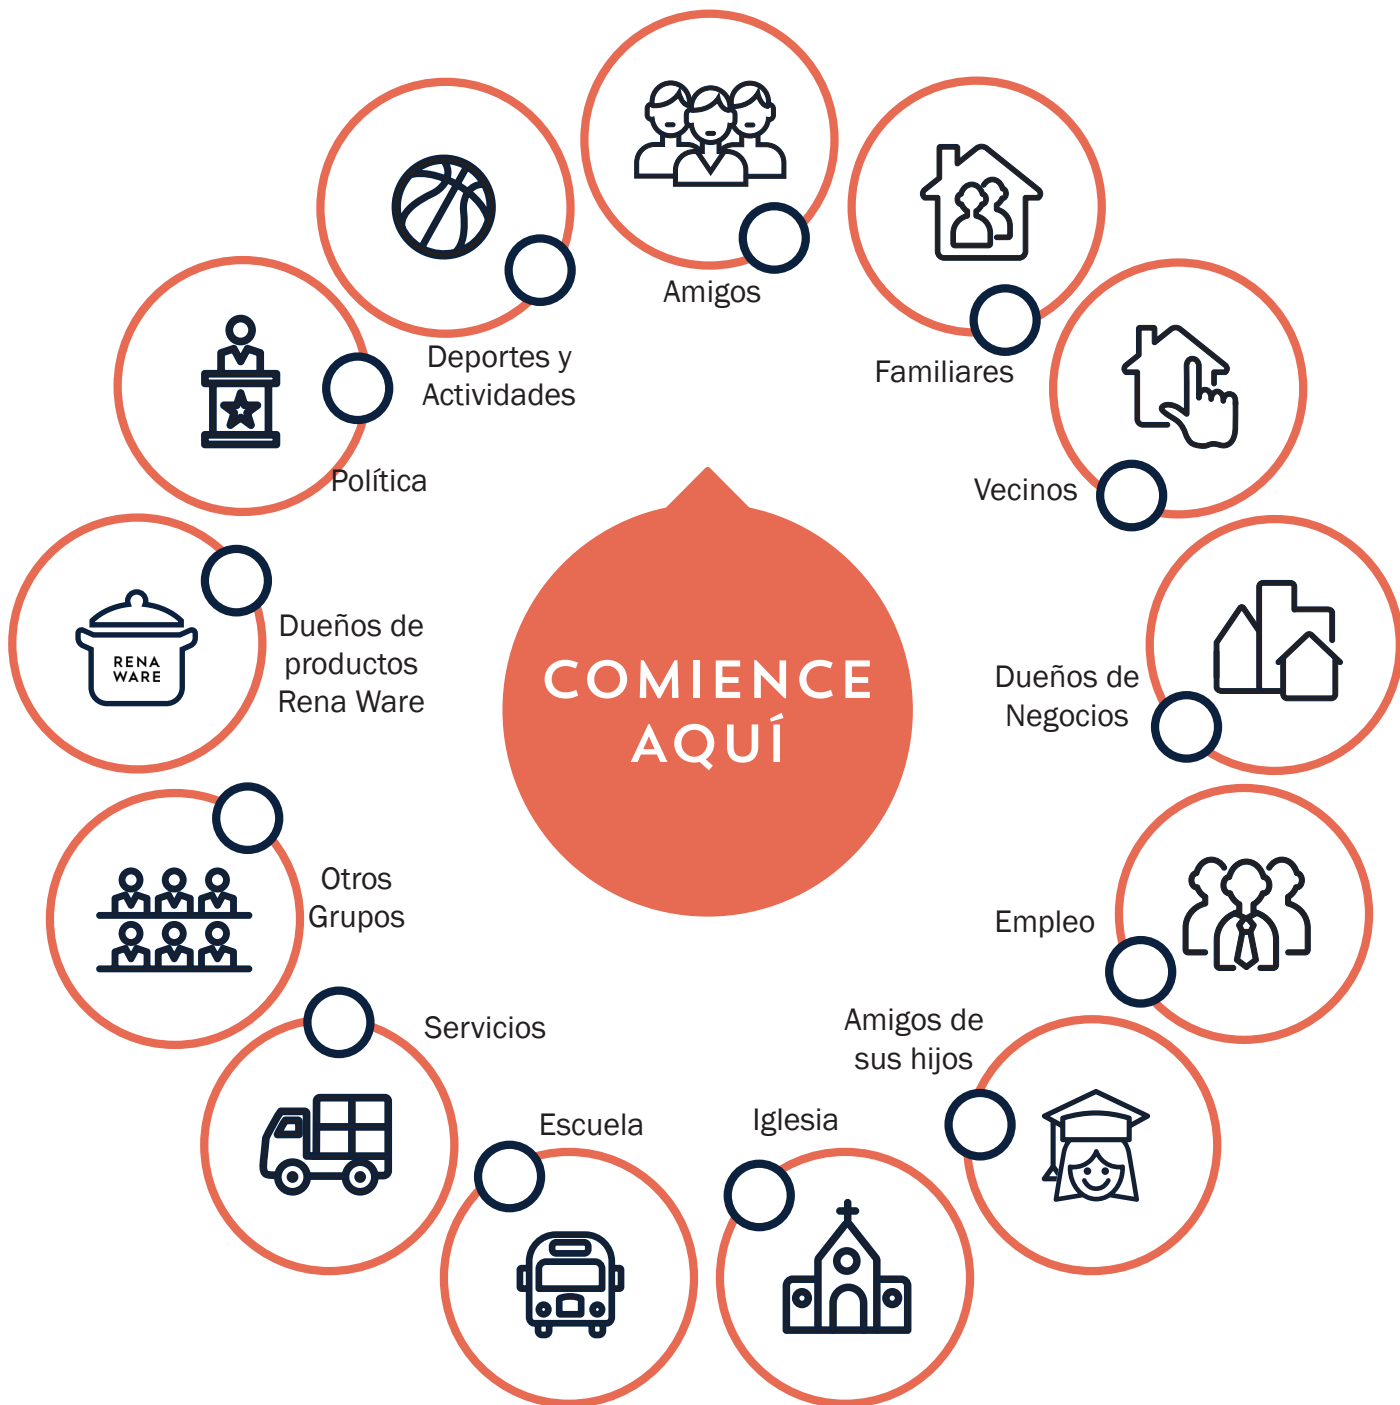 Amigos
Familiares
Vecinos
Dueños de
Negocios
Empleo
Amigos de
sus hijos
Iglesia
Escuela
Servicios
Otros
Grupos
Dueños de
productos
Rena Ware
RENA
WARE
Política
Deportes y
Actividades
COMIENCE
AQUÍ